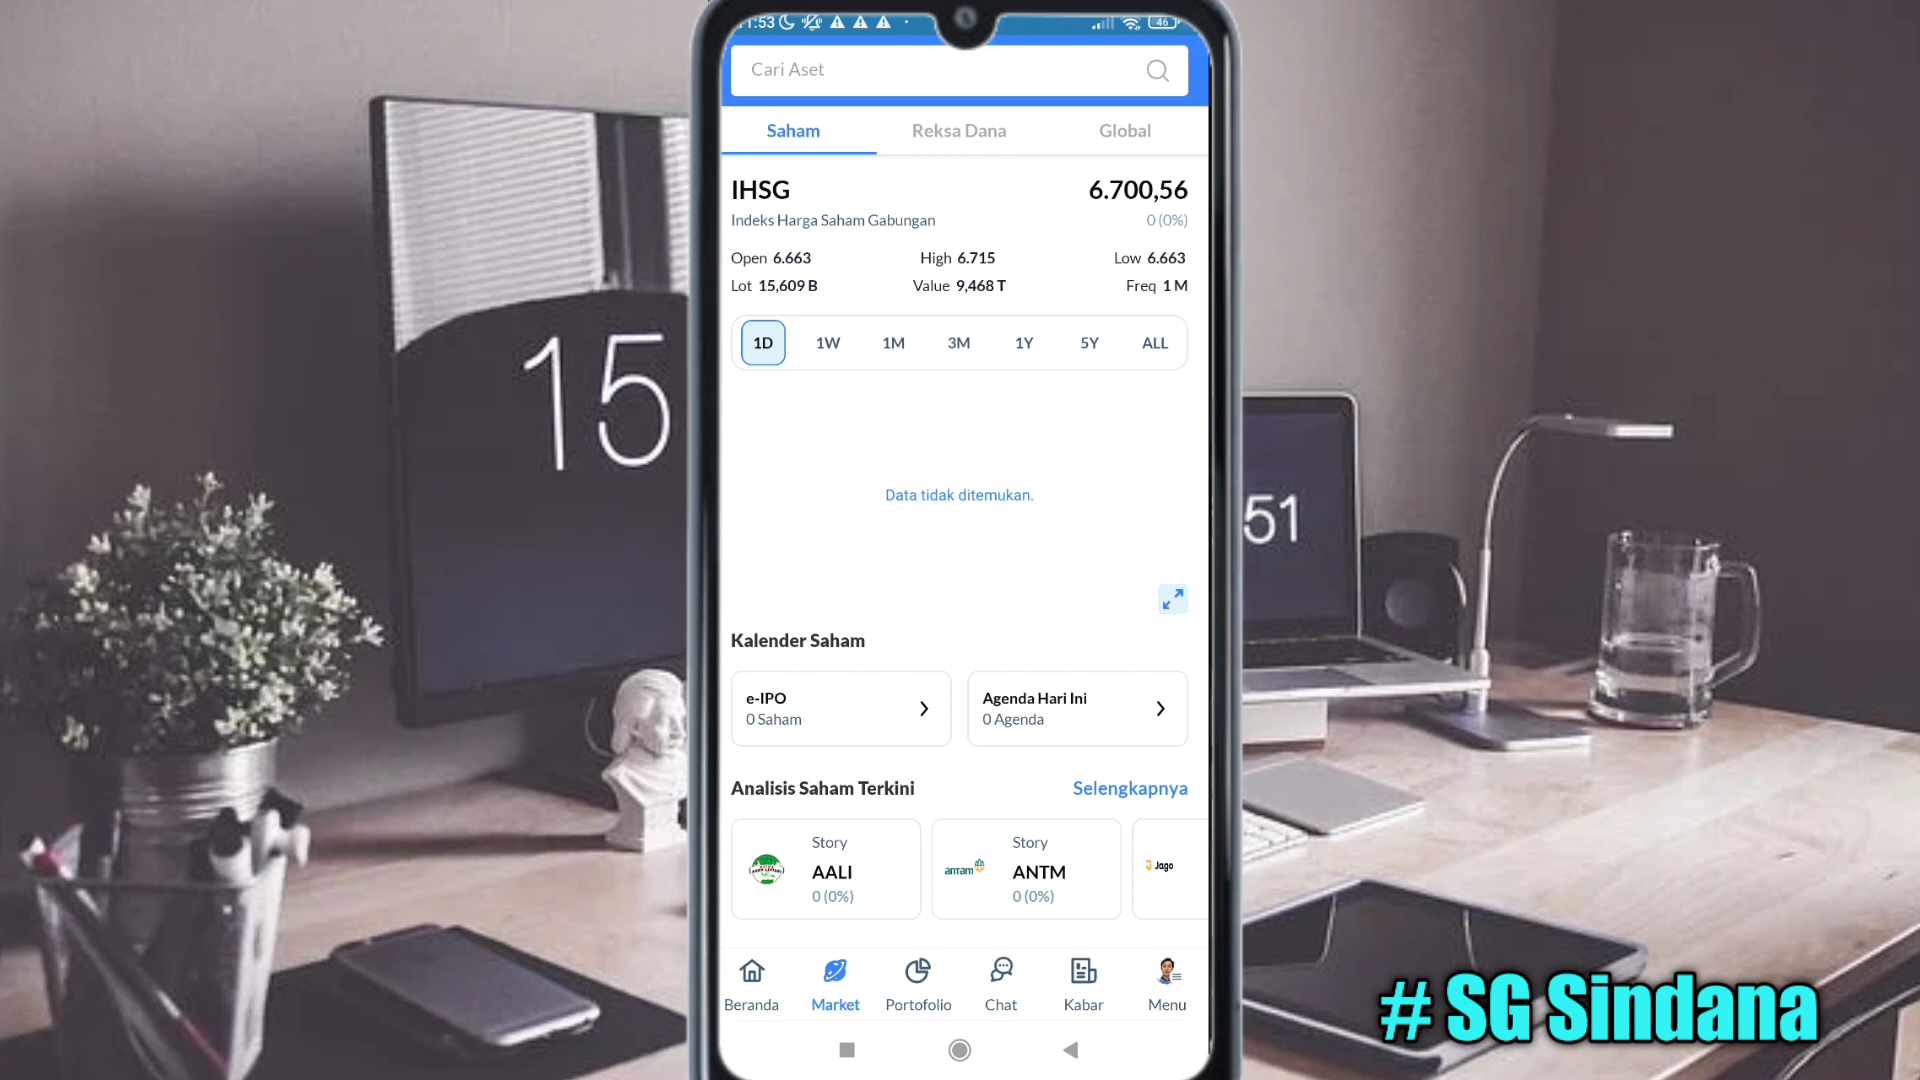 1:53
46
Cari Aset
Saham Reksa Dana Global
IHSG 6.700,56
Indeks Harga Saham Gabungan 0 (0%)
Open 6.663 High 6.715 Low 6.663
Lot 15,609 B Value 9,468 T Freq 1 M
1D 1W 1M 3M 1Y 5Y ALL
15
51
Data tidak ditemukan.
Kalender Saham
e-IPO
0 Saham
Agenda Hari Ini
0 Agenda
Analisis Saham Terkini Selengkapnya
Story
AALI
0 (0%)
antam
Story
ANTM
0 (0%)
Jago
Beranda Market Portofolio Chat Kabar Menu
# SG Sindana